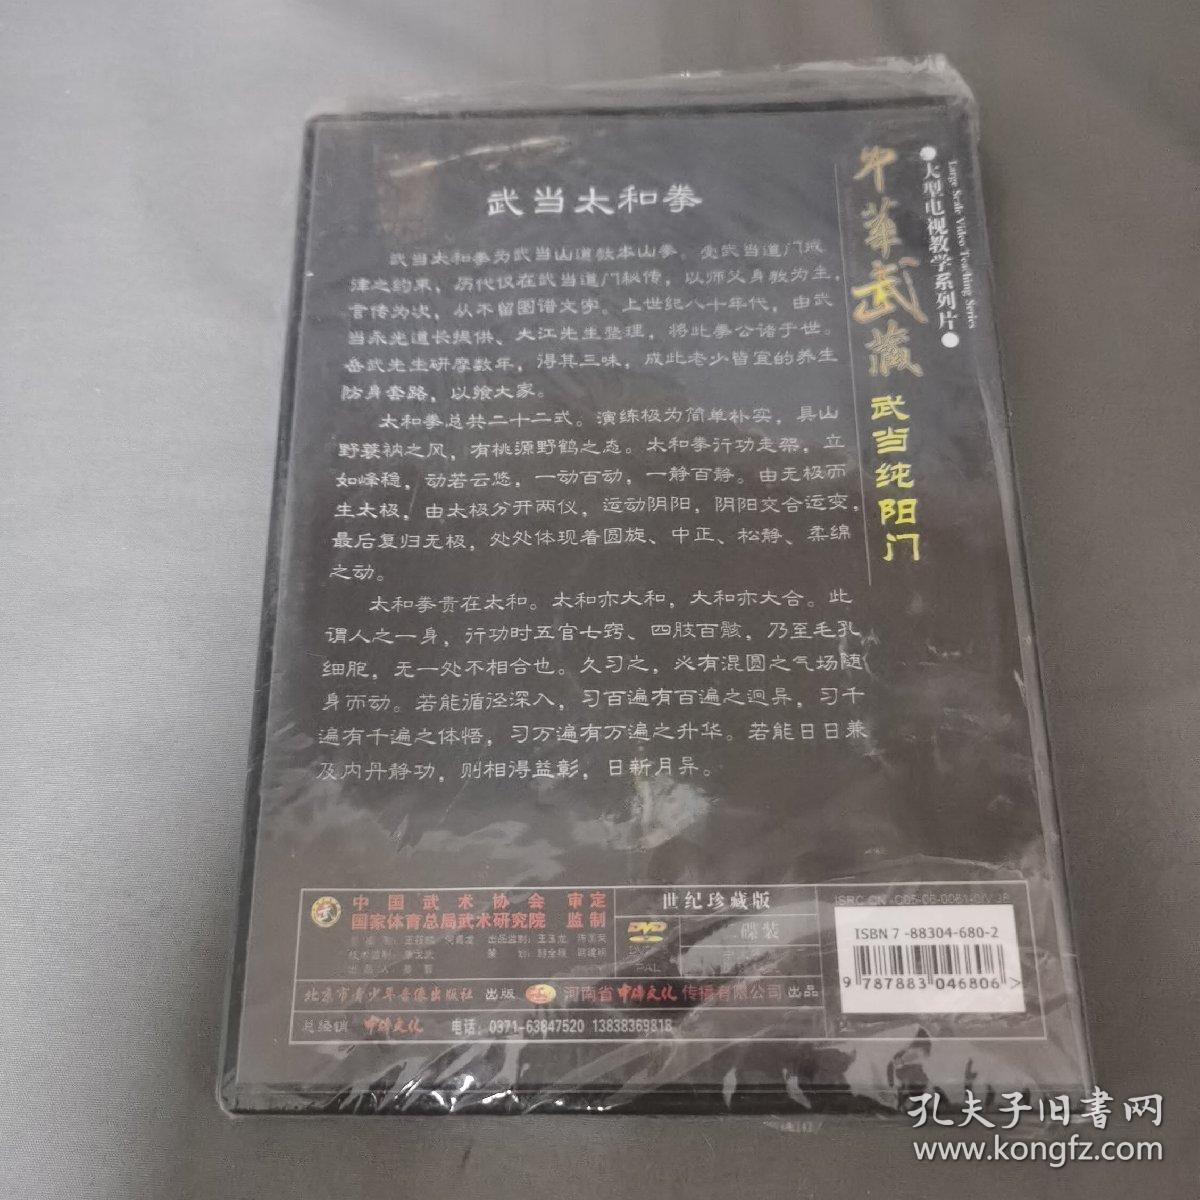 大型电视教学系列片
Large Scale Video Teaching Series
中华武藏
武当纯阳门
武当太和拳
武当太和拳为武当山道教本山拳。受武当道门戒
律之约束，历代仅在武当道门秘传，以师父身教为主，
言传为次，从不留图谱文字。上世纪八十年代，由武
当永光道长提供、大江先生整理，将此拳公诸于世。
岳武先生研摩数年，得其三味，成此老少皆宜的养生
防身套路，以飨大家。
太和拳总共二十二式。演练极为简单朴实，具山
野蓑衲之风，有桃源野鹤之态。太和拳行功走架，立
如峰稳，动若云悠，一动百动，一静百静。由无极而
生太极，由太极分开两仪，运动阴阳，阴阳交合运变，
最后复归无极，处处体现着圆旋、中正、松静、柔绵
之动。
太和拳贵在太和。太和亦大和，大和亦大合。此
谓人之一身，行功时五官七窍、四肢百骸，乃至毛孔
细胞，无一处不相合也。久习之，必有混圆之气场随
身而动。若能循径深入，习百遍有百遍之迥异，习千
遍有千遍之体悟，习万遍有万遍之升华。若能日日兼
及内丹静功，则相得益彰，日新月异。
中国武术协会 审定
国家体育总局武术研究院 监制
世纪珍藏版
DVD
二碟装
PAL
北京市青少年音像出版社 出版 河南省中海文化传播有限公司 出品
总经销 中海文化 电话：0371-63847520 13838369818
ISBN 7-88304-680-2
9 787883 046806 >
孔夫子旧书网
www.kongfz.com